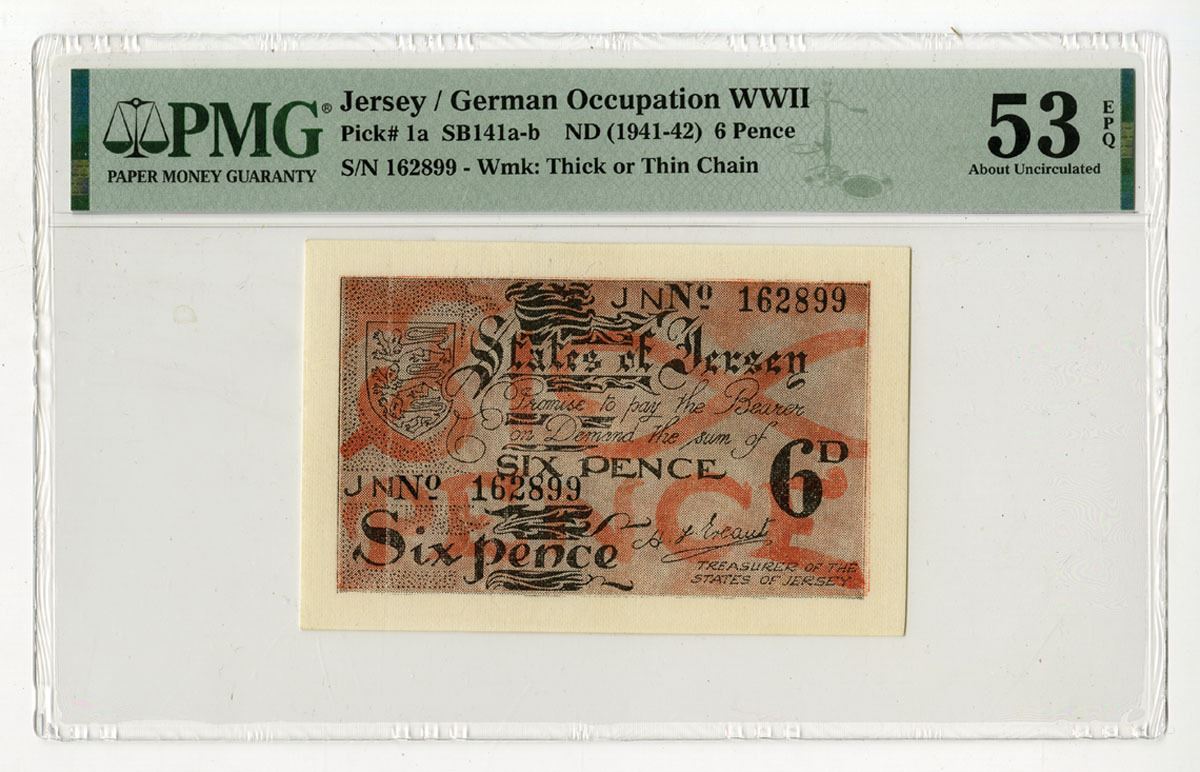 PMG®
PAPER MONEY GUARANTY
Jersey / German Occupation WWII
Pick# 1a SB141a-b ND (1941-42) 6 Pence
S/N 162899 - Wmk: Thick or Thin Chain
53
EPQ
About Uncirculated
J N Nº 162899
States of Jersey
Promise to pay the Bearer
on Demand the sum of
SIX PENCE
6D
J N Nº 162899
Six pence
TREASURER OF THE
STATES OF JERSEY